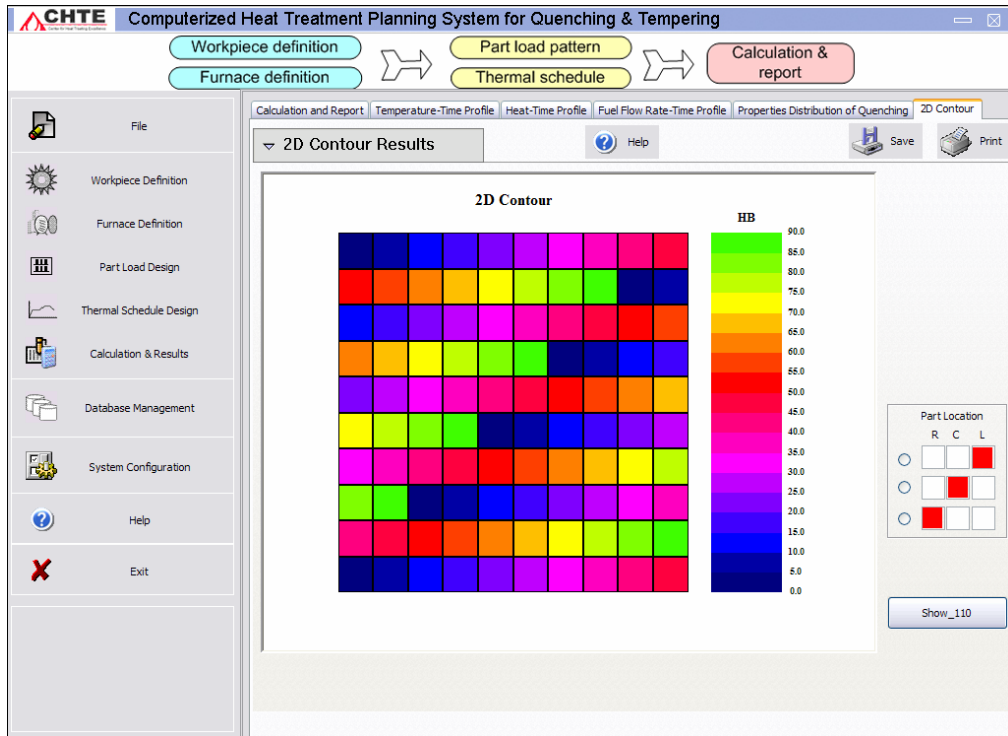 CHTE Computerized Heat Treatment Planning System for Quenching & Tempering
Center for Heat Treating Excellence
Workpiece definition
Furnace definition
Part load pattern
Thermal schedule
Calculation &
report
File
Workpiece Definition
Furnace Definition
Part Load Design
Thermal Schedule Design
Calculation & Results
Database Management
System Configuration
Help
Exit
Calculation and Report Temperature-Time Profile Heat-Time Profile Fuel Flow Rate-Time Profile Properties Distribution of Quenching 2D Contour
2D Contour Results Help Save Print
2D Contour
HB
90.0
85.0
80.0
75.0
70.0
65.0
60.0
55.0
50.0
45.0
40.0
35.0
30.0
25.0
20.0
15.0
10.0
5.0
0.0
Part Location
R C L
Show_110